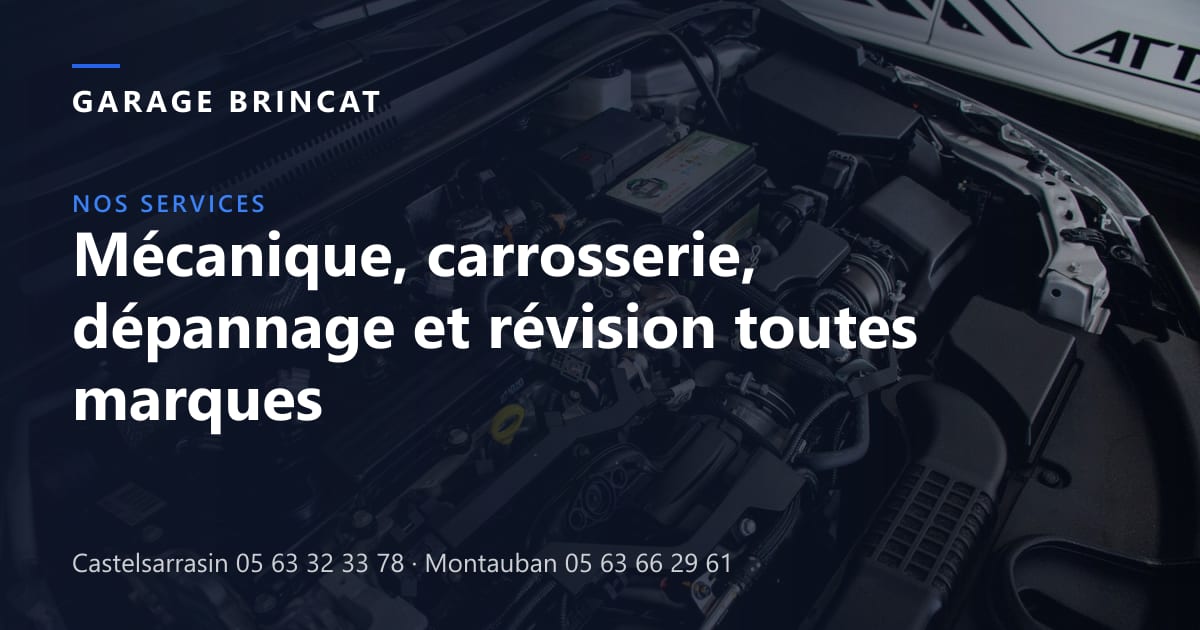 GARAGE BRINCAT
NOS SERVICES
Mécanique, carrosserie,
dépannage et révision toutes
marques
Castelsarrasin 05 63 32 33 78 · Montauban 05 63 66 29 61